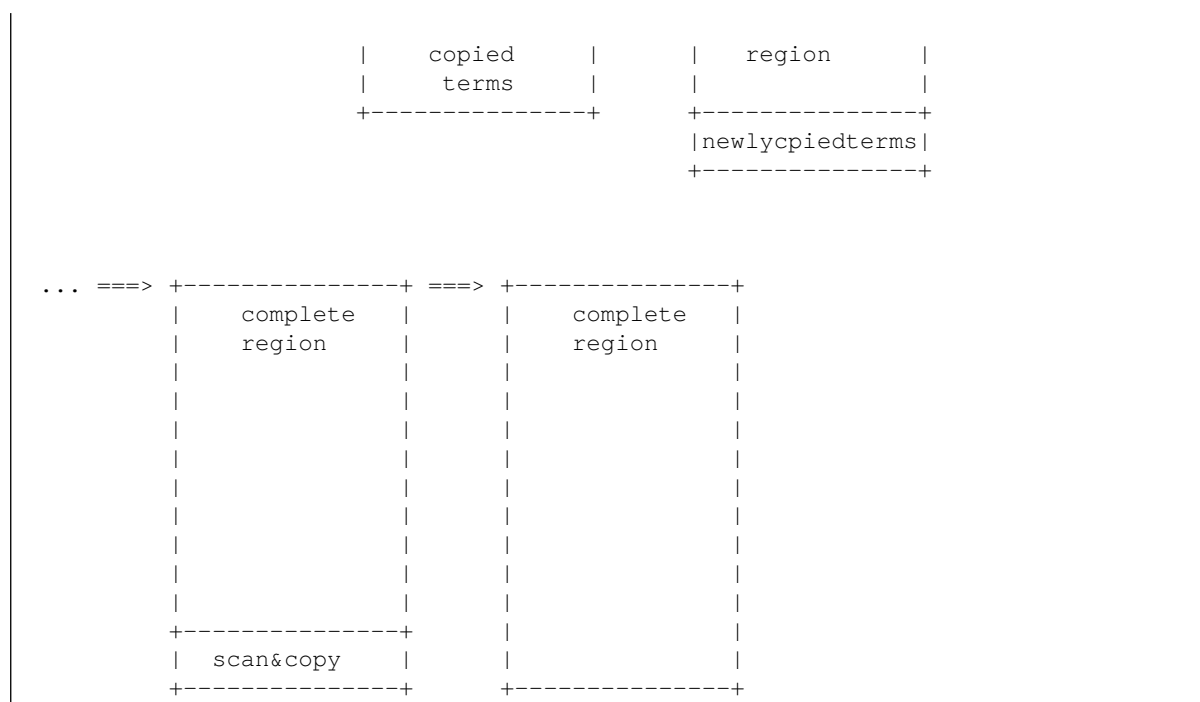 |     copied     |      |   region      |
|      terms     |      |               |
+---------------+      +---------------+
|newlycpiedterms|
+---------------+
... ===> +---------------+ ===> +---------------+
|    complete   |      |    complete   |
|    region     |      |    region     |
|               |      |               |
|               |      |               |
|               |      |               |
|               |      |               |
|               |      |               |
|               |      |               |
|               |      |               |
|               |      |               |
|               |      |               |
+---------------+      |               |
|  scan&copy    |      |               |
+---------------+      +---------------+